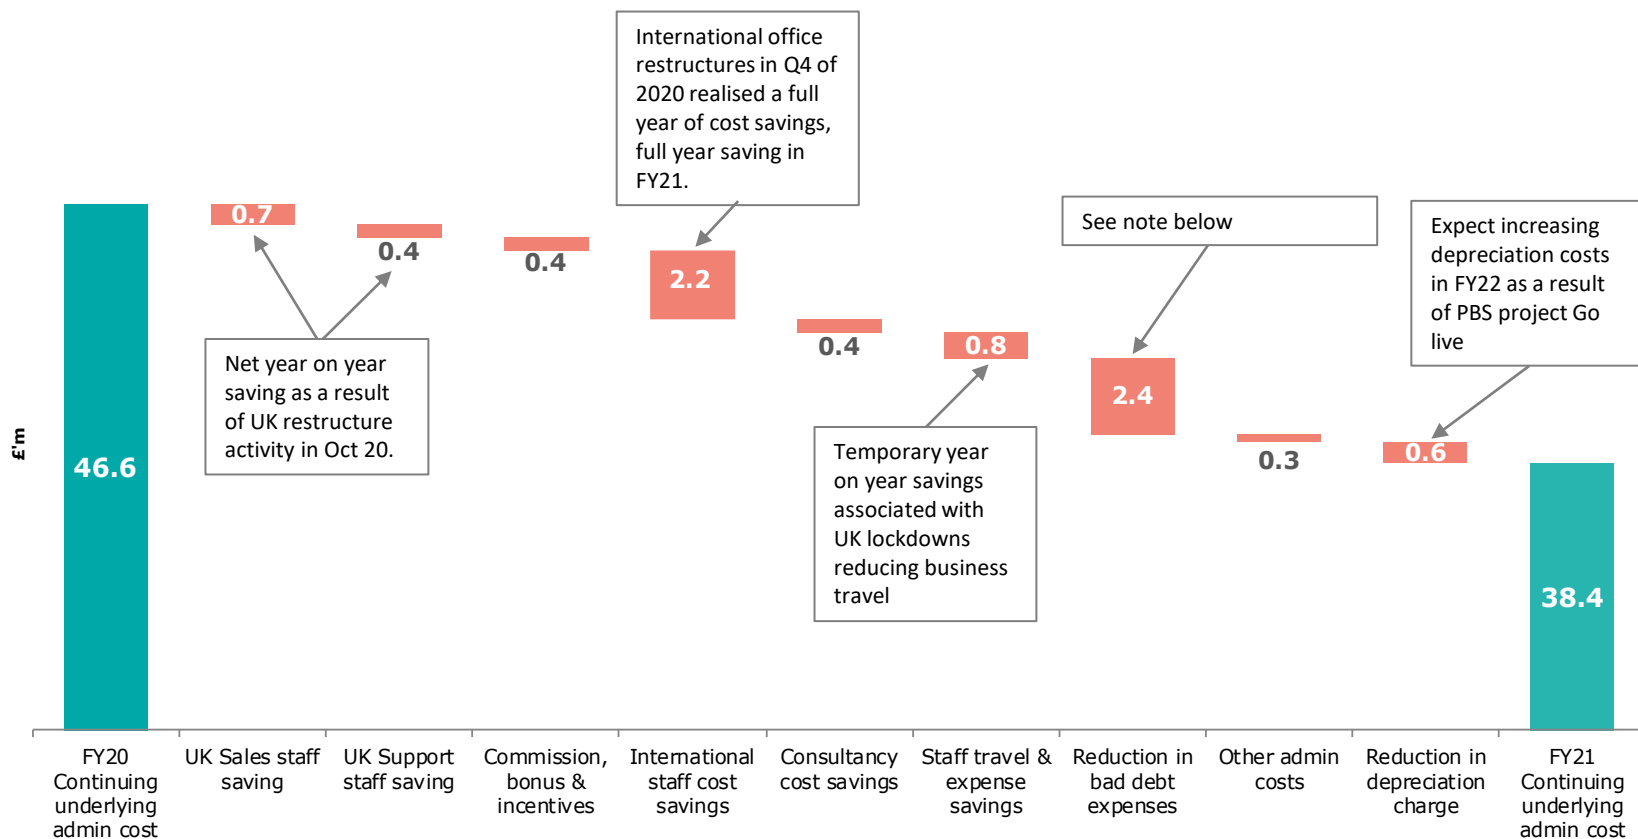 International office
restructures in Q4 of
2020 realised a full
year of cost savings,
full year saving in
FY21.
See note below
Expect increasing
depreciation costs
in FY22 as a result
of PBS project Go
live
Net year on year
saving as a result
of UK restructure
activity in Oct 20.
Temporary year
on year savings
associated with
UK lockdowns
reducing business
travel
£'m
46.6
0.7
0.4
0.4
2.2
0.4
0.8
2.4
0.3
0.6
38.4
FY20
Continuing
underlying
admin cost
UK Sales staff
saving
UK Support
staff saving
Commission,
bonus &
incentives
International
staff cost
savings
Consultancy
cost savings
Staff travel &
expense
savings
Reduction in
bad debt
expenses
Other admin
costs
Reduction in
depreciation
charge
FY21
Continuing
underlying
admin cost